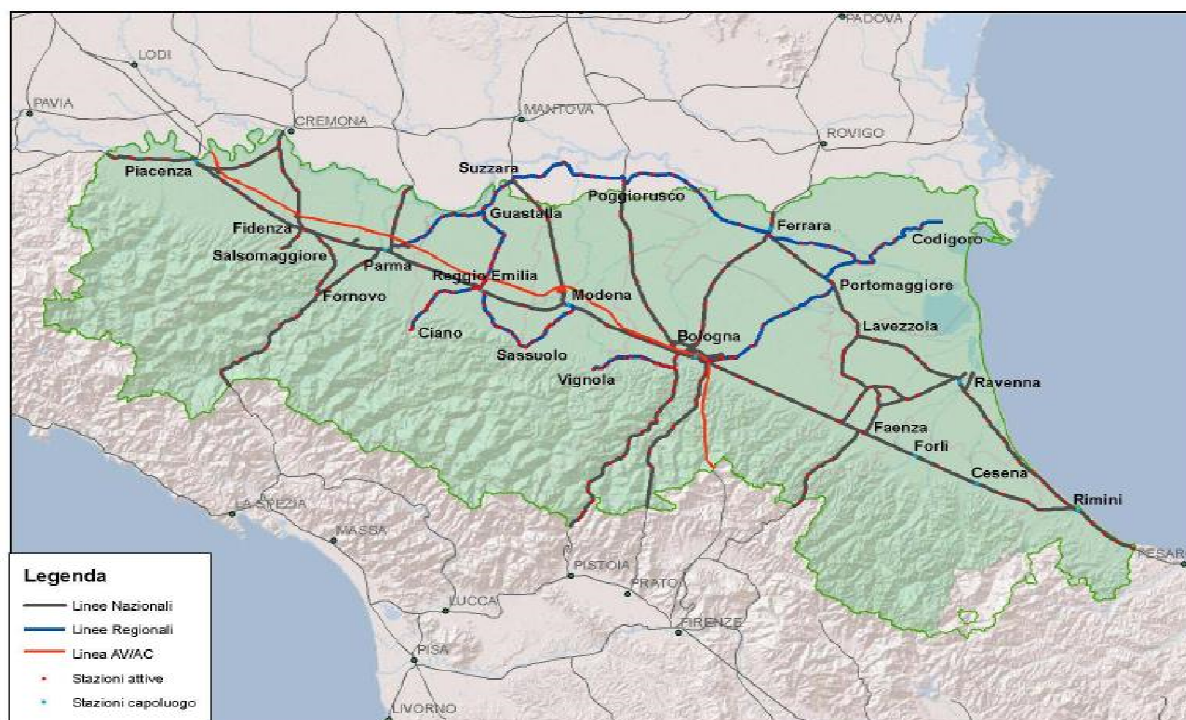 PADOVA
LODI
PAVIA
CREMONA
MANTOVA
ROVIGO
Suzzara
Piacenza
Poggiorusco
Guastalla
Ferrara
Fidenza
Codigoro
Salsomaggiore
Parma
Reggio Emilia
Portomaggiore
Fornovo
Modena
Lavezzola
Ciano
Bologna
Sassuolo
Vignola
Ravenna
Faenza
Forlì
Cesena
Rimini
LA SPEZIA
MASSA
PESARO
PISTOIA
PRATO
LUCCA
FIRENZE
PISA
LIVORNO
Legenda
Linee Nazionali
Linee Regionali
Linea AV/AC
Stazioni attive
Stazioni capoluogo